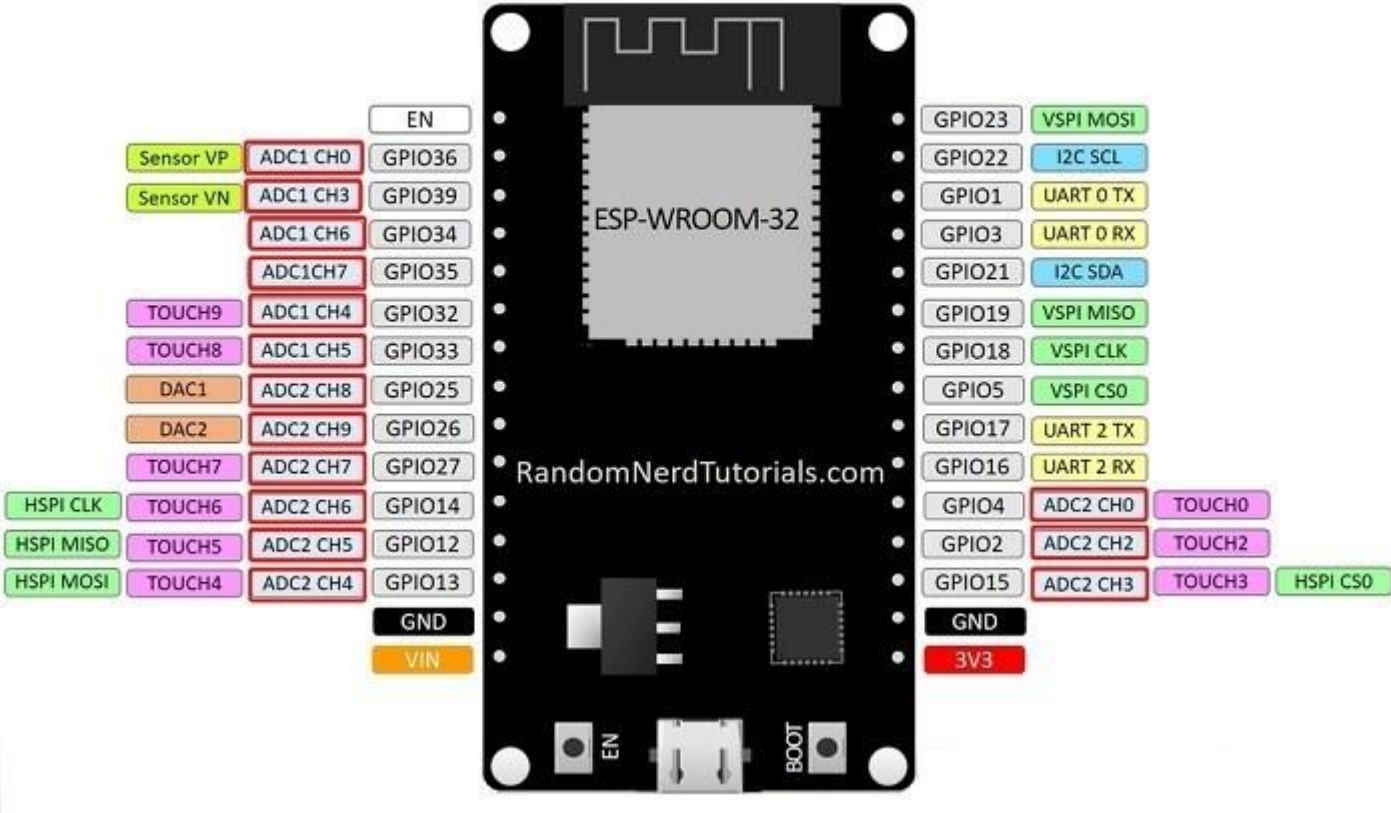 EN GPIO23 VSPI MOSI
Sensor VP ADC1 CH0 GPIO36 GPIO22 I2C SCL
Sensor VN ADC1 CH3 GPIO39 GPIO1 UART 0 TX
ADC1 CH6 GPIO34 ESP-WROOM-32 GPIO3 UART 0 RX
ADC1CH7 GPIO35 GPIO21 I2C SDA
TOUCH9 ADC1 CH4 GPIO32 GPIO19 VSPI MISO
TOUCH8 ADC1 CH5 GPIO33 GPIO18 VSPI CLK
DAC1 ADC2 CH8 GPIO25 GPIO5 VSPI CS0
DAC2 ADC2 CH9 GPIO26 GPIO17 UART 2 TX
TOUCH7 ADC2 CH7 GPIO27 RandomNerdTutorials.com GPIO16 UART 2 RX
HSPI CLK TOUCH6 ADC2 CH6 GPIO14 GPIO4 ADC2 CH0 TOUCH0
HSPI MISO TOUCH5 ADC2 CH5 GPIO12 GPIO2 ADC2 CH2 TOUCH2
HSPI MOSI TOUCH4 ADC2 CH4 GPIO13 GPIO15 ADC2 CH3 TOUCH3 HSPI CS0
GND GND
VIN 3V3
EN BOOT